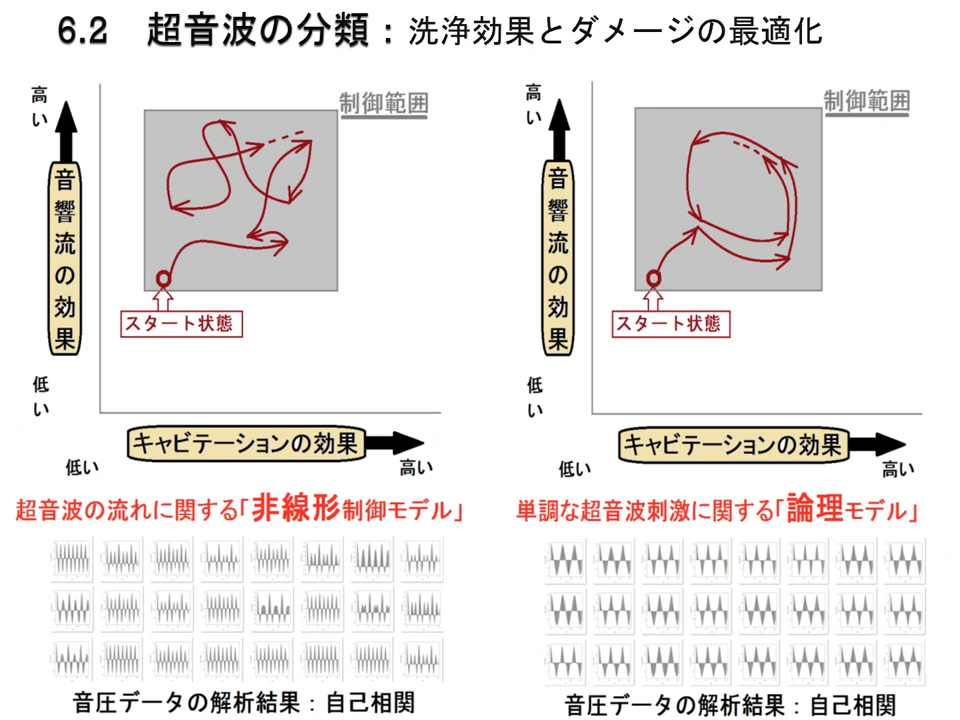 6.2 超音波の分類：洗浄効果とダメージの最適化
高い
音響流の効果
低い
制御範囲
スタート状態
キャビテーションの効果
低い
高い
超音波の流れに関する「非線形制御モデル」
音圧データの解析結果：自己相関
高い
音響流の効果
低い
制御範囲
スタート状態
キャビテーションの効果
低い
高い
単調な超音波刺激に関する「論理モデル」
音圧データの解析結果：自己相関